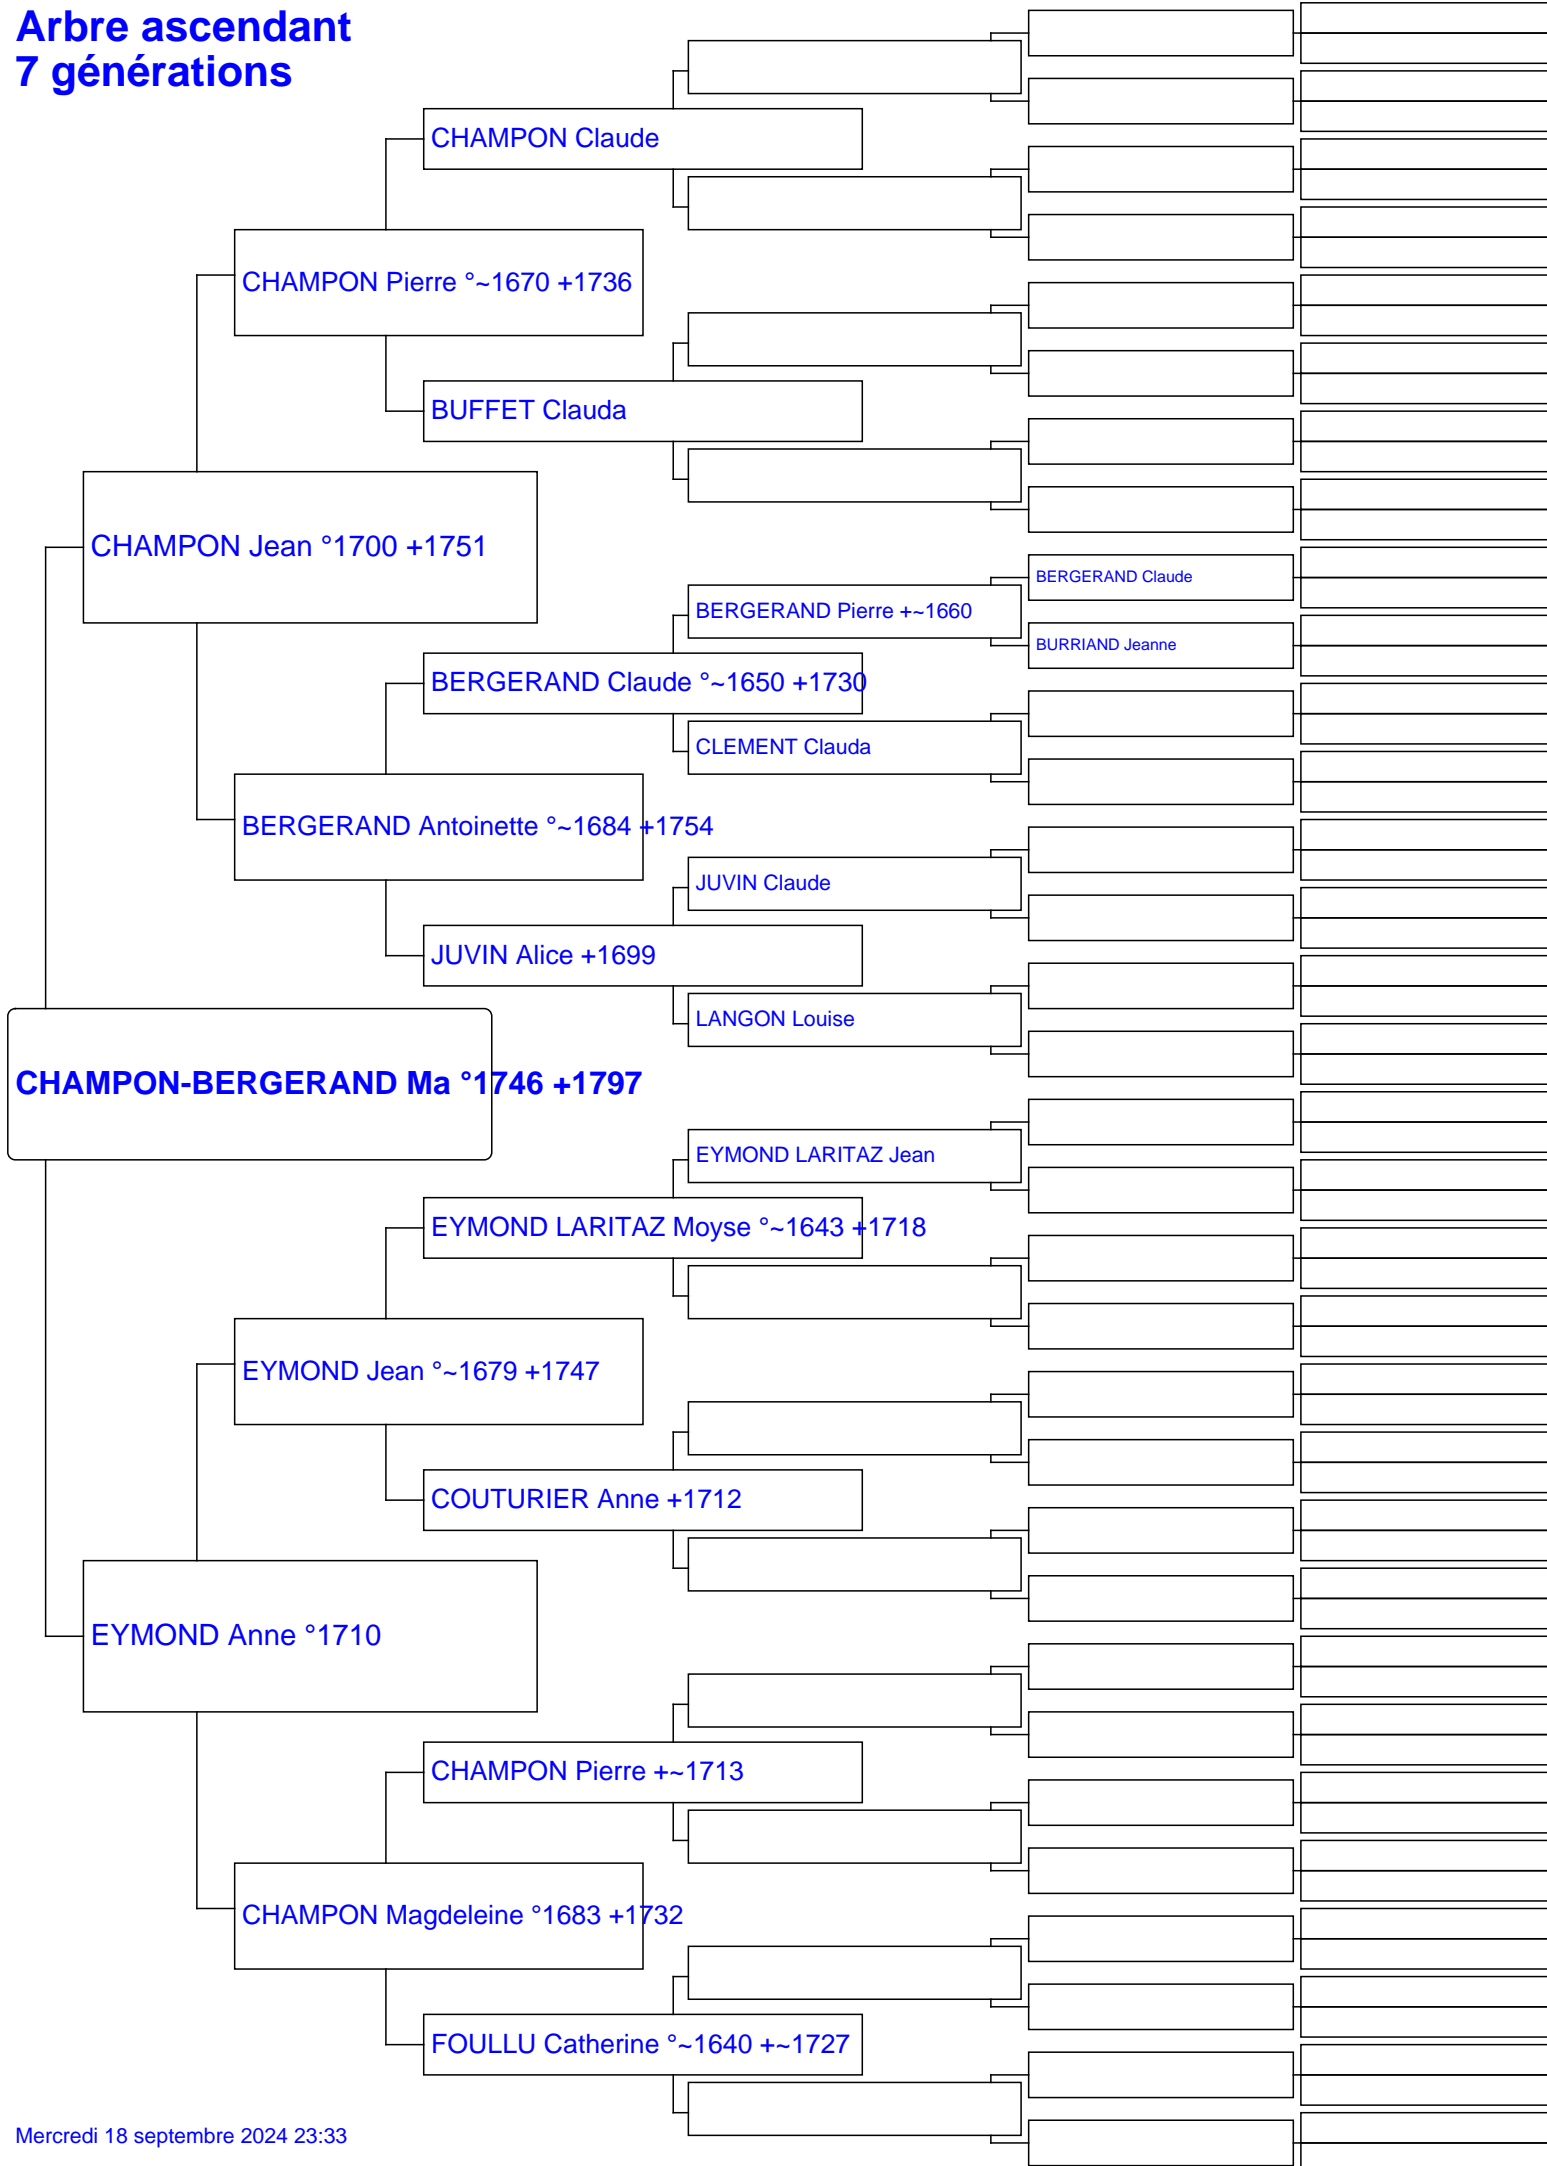 Arbre ascendant
7 générations
CHAMPON Claude
CHAMPON Pierre °~1670 +1736
BUFFET Clauda
CHAMPON Jean °1700 +1751
BERGERAND Claude
BERGERAND Pierre +~1660
BURRIAND Jeanne
BERGERAND Claude °~1650 +1730
CLEMENT Clauda
BERGERAND Antoinette °~1684 +1754
JUVIN Claude
JUVIN Alice +1699
LANGON Louise
CHAMPON-BERGERAND Ma °1746 +1797
EYMOND LARITAZ Jean
EYMOND LARITAZ Moyse °~1643 +1718
EYMOND Jean °~1679 +1747
COUTURIER Anne +1712
EYMOND Anne °1710
CHAMPON Pierre +~1713
CHAMPON Magdeleine °1683 +1732
FOULLU Catherine °~1640 +~1727
Mercredi 18 septembre 2024 23:33